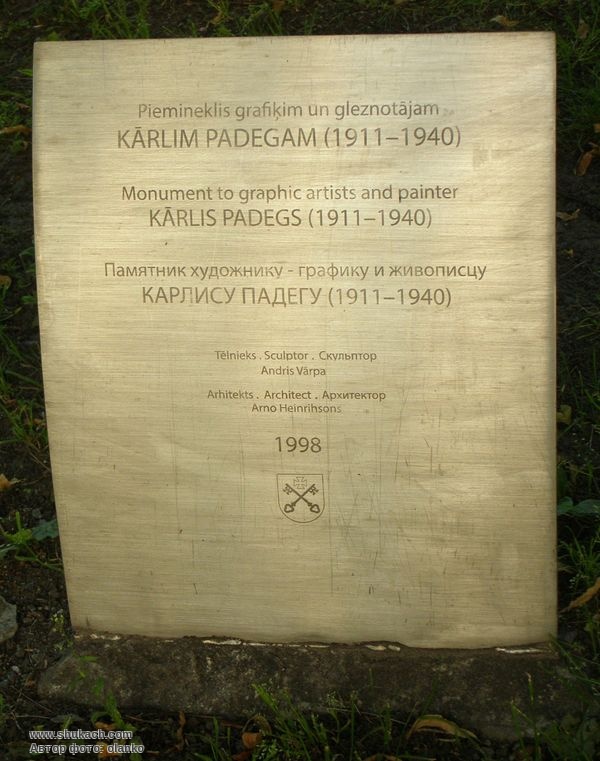 Piemineklis grafiķim un gleznotājam
KĀRLIM PADEGAM (1911–1940)
Monument to graphic artists and painter
KĀRLIS PADEGS (1911–1940)
Памятник художнику - графику и живописцу
КАРЛИСУ ПАДЕГУ (1911–1940)
Tēlnieks . Sculptor . Скульптор
Andris Vārpa
Arhitekts . Architect . Архитектор
Arno Heinrihsons
1998
www.shukach.com
Автор фото: olanko